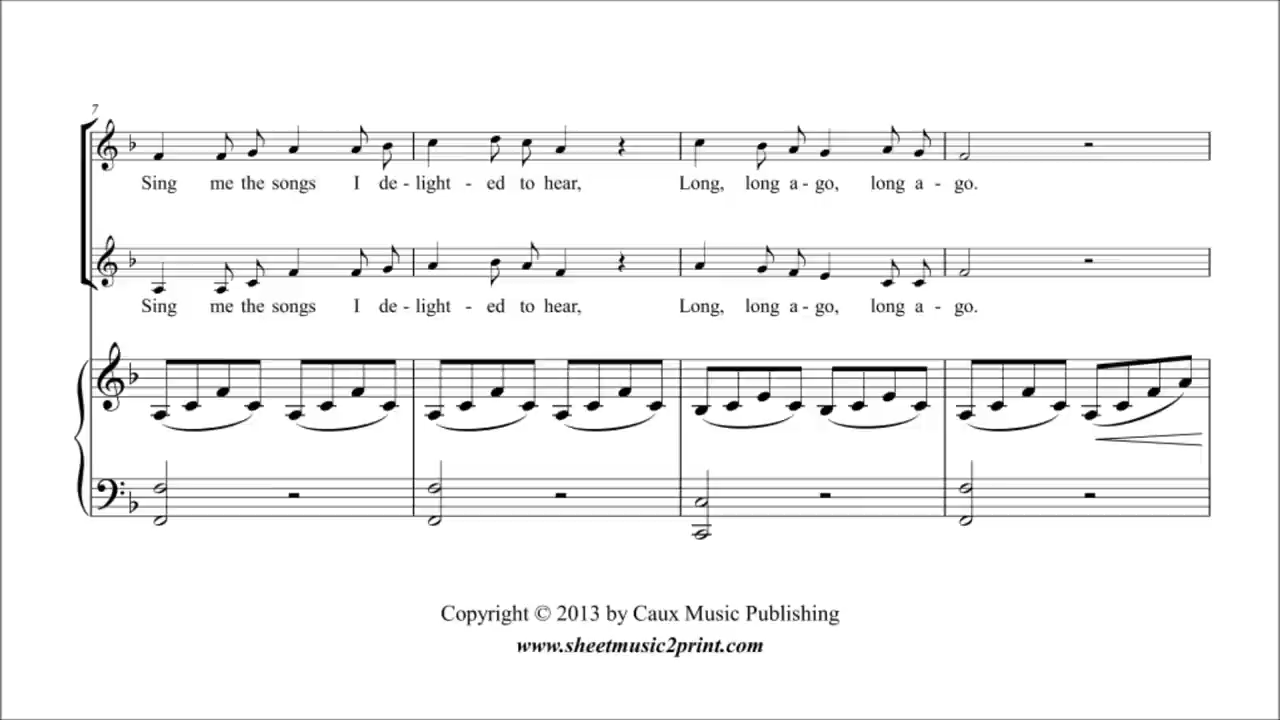 7
Sing me the songs I de - light - ed to hear, Long, long a - go, long a - go.
Sing me the songs I de - light - ed to hear, Long, long a - go, long a - go.
Copyright © 2013 by Caux Music Publishing
www.sheetmusic2print.com